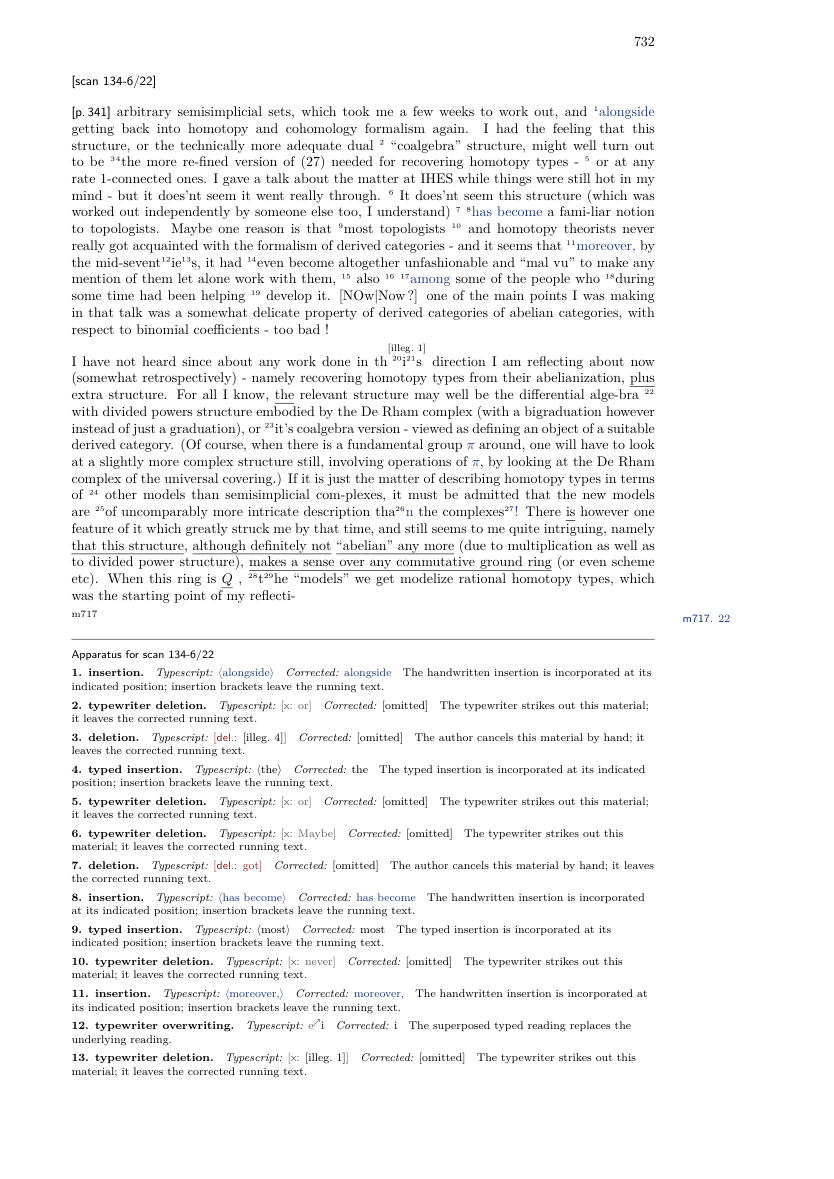 732
[scan 134-6/22]
[p. 341] arbitrary semisimplicial sets, which took me a few weeks to work out, and ¹alongside
getting back into homotopy and cohomology formalism again. I had the feeling that this
structure, or the technically more adequate dual ² “coalgebra” structure, might well turn out
to be ³⁴the more re-fined version of (27) needed for recovering homotopy types - ⁵ or at any
rate 1-connected ones. I gave a talk about the matter at IHES while things were still hot in my
mind - but it does'nt seem it went really through. ⁶ It does'nt seem this structure (which was
worked out independently by someone else too, I understand) ⁷ ⁸has become a fami-liar notion
to topologists. Maybe one reason is that ⁹most topologists ¹⁰ and homotopy theorists never
really got acquainted with the formalism of derived categories - and it seems that ¹¹moreover, by
the mid-sevent¹²ie¹³s, it had ¹⁴even become altogether unfashionable and “mal vu” to make any
mention of them let alone work with them, ¹⁵ also ¹⁶ ¹⁷among some of the people who ¹⁸during
some time had been helping ¹⁹ develop it. [NOw|Now?] one of the main points I was making
in that talk was a somewhat delicate property of derived categories of abelian categories, with
respect to binomial coefficients - too bad !
[illeg. 1]
I have not heard since about any work done in th ²⁰i²¹s direction I am reflecting about now
(somewhat retrospectively) - namely recovering homotopy types from their abelianization, plus
extra structure. For all I know, the relevant structure may well be the differential alge-bra ²²
with divided powers structure embodied by the De Rham complex (with a bigraduation however
instead of just a graduation), or ²³it's coalgebra version - viewed as defining an object of a suitable
derived category. (Of course, when there is a fundamental group π around, one will have to look
at a slightly more complex structure still, involving operations of π, by looking at the De Rham
complex of the universal covering.) If it is just the matter of describing homotopy types in terms
of ²⁴ other models than semisimplicial com-plexes, it must be admitted that the new models
are ²⁵of uncomparably more intricate description tha²⁶n the complexes²⁷! There is however one
feature of it which greatly struck me by that time, and still seems to me quite intriguing, namely
that this structure, although definitely not “abelian” any more (due to multiplication as well as
to divided power structure), makes a sense over any commutative ground ring (or even scheme
etc). When this ring is Q , ²⁸t²⁹he “models” we get modelize rational homotopy types, which
was the starting point of my reflecti-
m717
m717. 22
Apparatus for scan 134-6/22
1. insertion. Typescript: ⟨alongside⟩ Corrected: alongside The handwritten insertion is incorporated at its
indicated position; insertion brackets leave the running text.
2. typewriter deletion. Typescript: [x: or] Corrected: [omitted] The typewriter strikes out this material;
it leaves the corrected running text.
3. deletion. Typescript: [del.: [illeg. 4]] Corrected: [omitted] The author cancels this material by hand; it
leaves the corrected running text.
4. typed insertion. Typescript: ⟨the⟩ Corrected: the The typed insertion is incorporated at its indicated
position; insertion brackets leave the running text.
5. typewriter deletion. Typescript: [x: or] Corrected: [omitted] The typewriter strikes out this material;
it leaves the corrected running text.
6. typewriter deletion. Typescript: [x: Maybe] Corrected: [omitted] The typewriter strikes out this
material; it leaves the corrected running text.
7. deletion. Typescript: [del.: got] Corrected: [omitted] The author cancels this material by hand; it leaves
the corrected running text.
8. insertion. Typescript: ⟨has become⟩ Corrected: has become The handwritten insertion is incorporated
at its indicated position; insertion brackets leave the running text.
9. typed insertion. Typescript: ⟨most⟩ Corrected: most The typed insertion is incorporated at its
indicated position; insertion brackets leave the running text.
10. typewriter deletion. Typescript: [x: never] Corrected: [omitted] The typewriter strikes out this
material; it leaves the corrected running text.
11. insertion. Typescript: ⟨moreover,⟩ Corrected: moreover, The handwritten insertion is incorporated at
its indicated position; insertion brackets leave the running text.
12. typewriter overwriting. Typescript: e↗i Corrected: i The superposed typed reading replaces the
underlying reading.
13. typewriter deletion. Typescript: [x: [illeg. 1]] Corrected: [omitted] The typewriter strikes out this
material; it leaves the corrected running text.